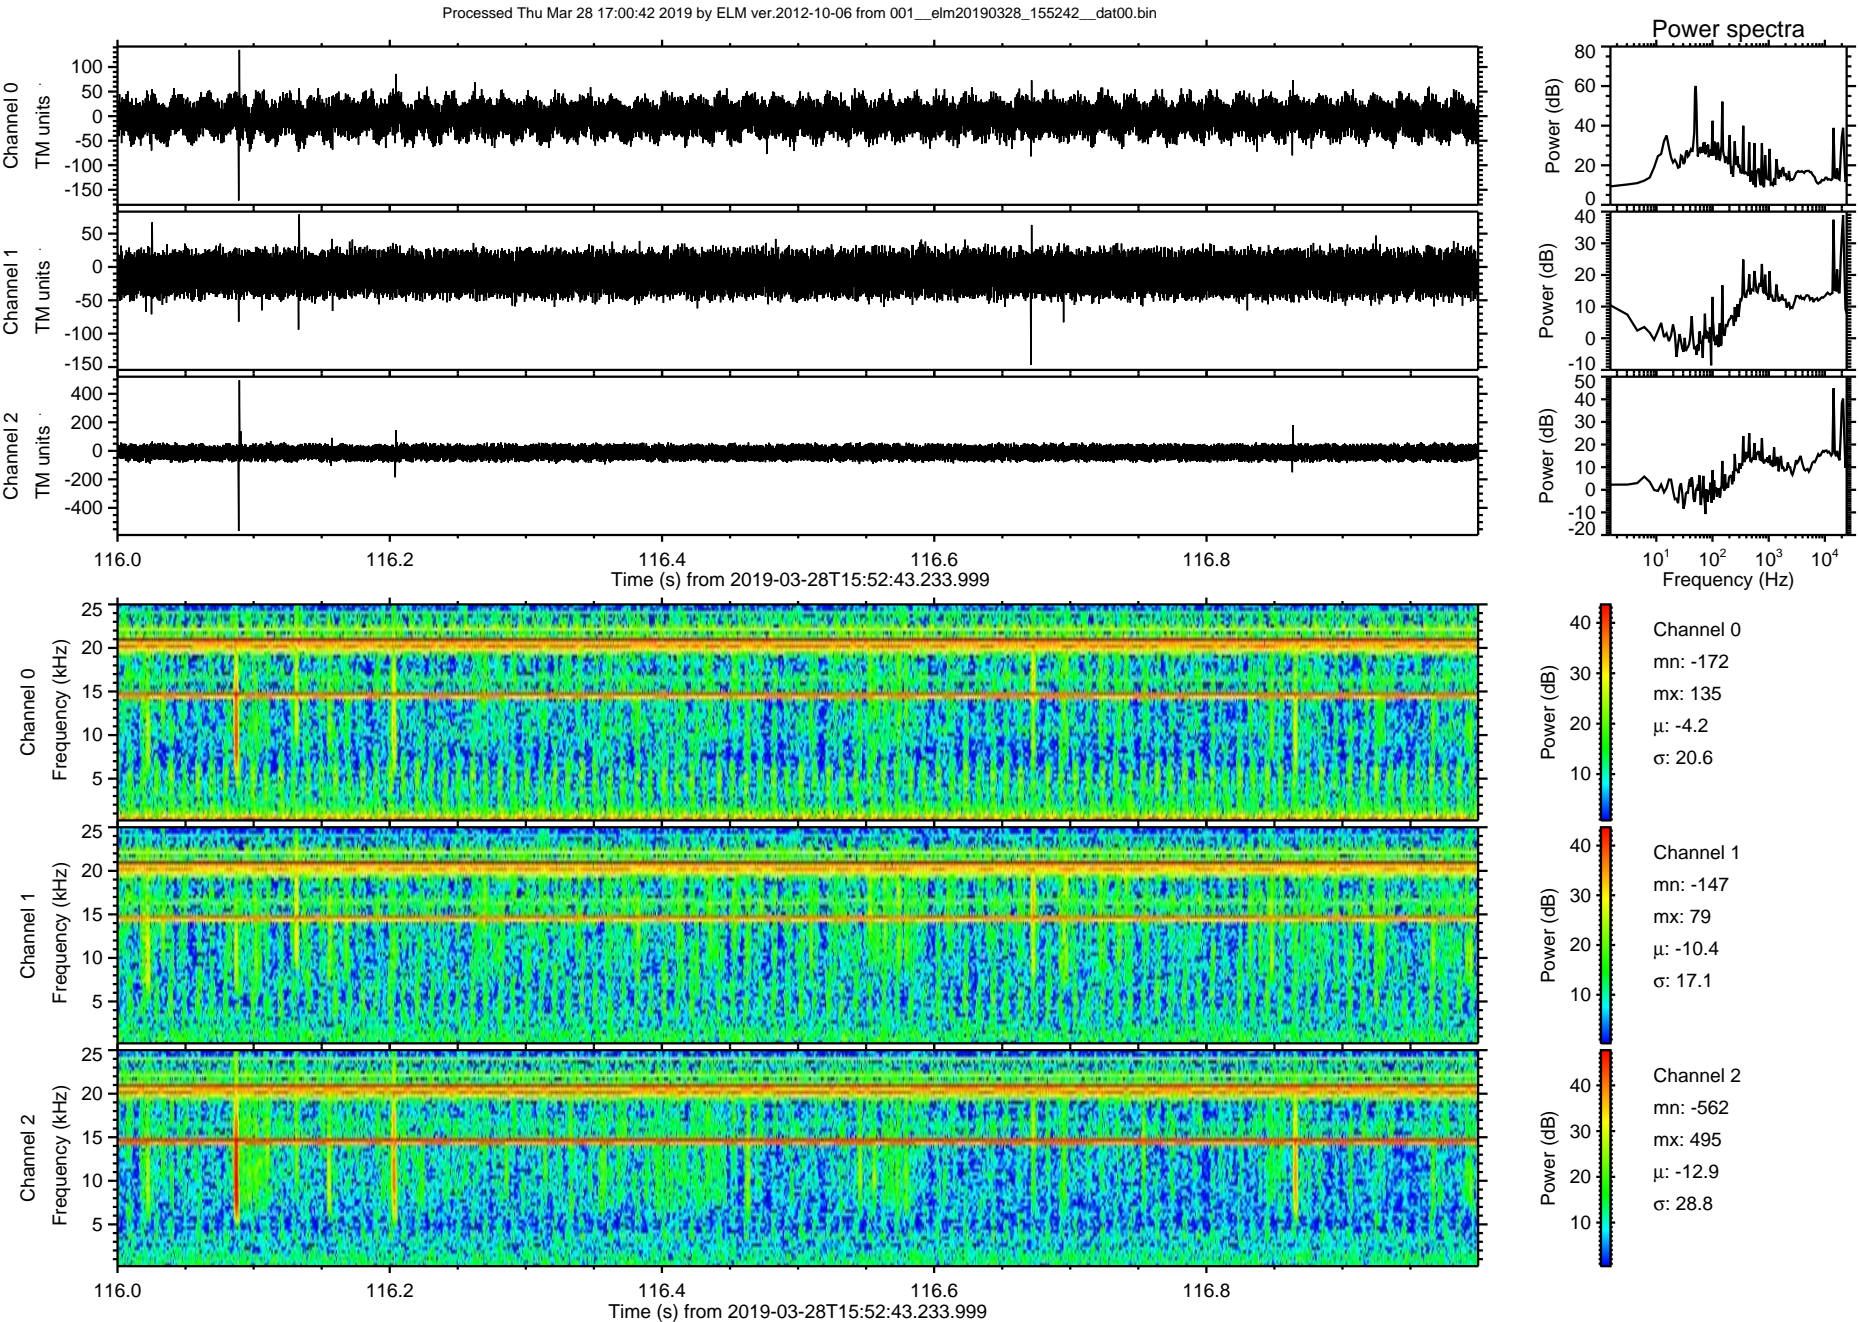 Processed Thu Mar 28 17:00:42 2019 by ELM ver.2012-10-06 from 001__elm20190328_155242__dat00.bin
Power spectra
Channel 0
TM units
100
50
0
-50
-100
-150
Power (dB)
80
60
40
20
0
Channel 1
TM units
50
0
-50
-100
-150
Power (dB)
40
30
20
10
0
-10
Channel 2
TM units
400
200
0
-200
-400
Power (dB)
50
40
30
20
10
0
-10
-20
116.0 116.2 116.4 116.6 116.8
Time (s) from 2019-03-28T15:52:43.233.999
10^1 10^2 10^3 10^4
Frequency (Hz)
Channel 0
Frequency (kHz)
25
20
15
10
5
Power (dB)
40
30
20
10
Channel 0
mn: -172
mx: 135
μ: -4.2
σ: 20.6
Channel 1
Frequency (kHz)
25
20
15
10
5
Power (dB)
40
30
20
10
Channel 1
mn: -147
mx: 79
μ: -10.4
σ: 17.1
Channel 2
Frequency (kHz)
25
20
15
10
5
Power (dB)
40
30
20
10
Channel 2
mn: -562
mx: 495
μ: -12.9
σ: 28.8
116.0 116.2 116.4 116.6 116.8
Time (s) from 2019-03-28T15:52:43.233.999